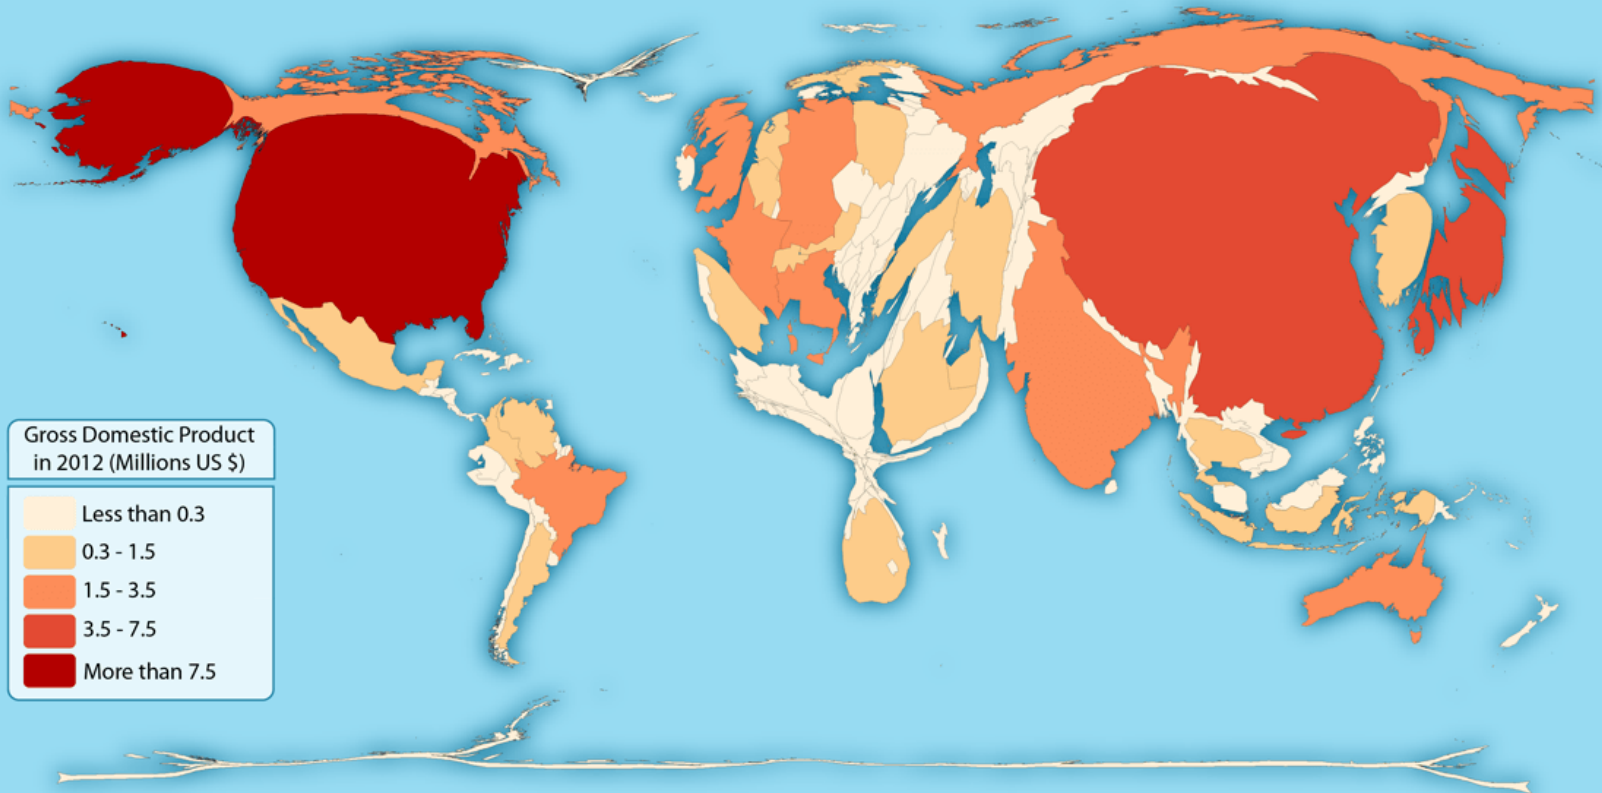 Gross Domestic Product
in 2012 (Millions US $)
Less than 0.3
0.3 - 1.5
1.5 - 3.5
3.5 - 7.5
More than 7.5